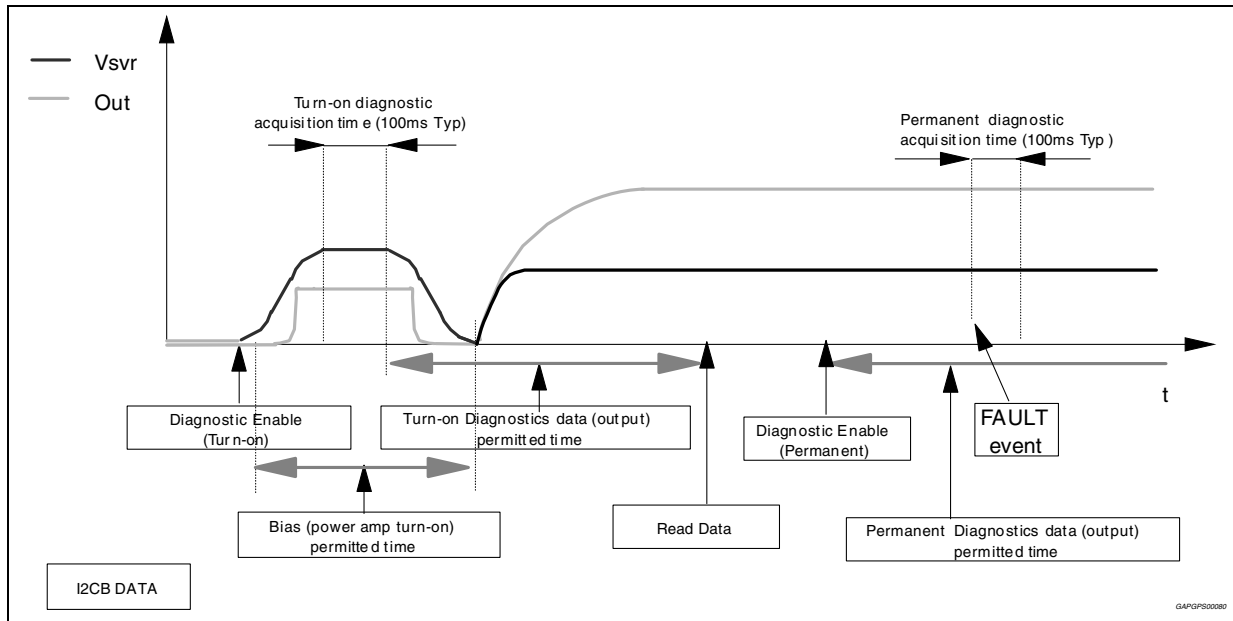 Vsvr
Out
Turn-on diagnostic
acquisition time (100ms Typ)
Permanent diagnostic
acquisition time (100ms Typ)
t
Diagnostic Enable
(Turn-on)
Turn-on Diagnostics data (output)
permitted time
Diagnostic Enable
(Permanent)
FAULT
event
Bias (power amp turn-on)
permitted time
Read Data
Permanent Diagnostics data (output)
permitted time
I2CB DATA
GAPGPS00080